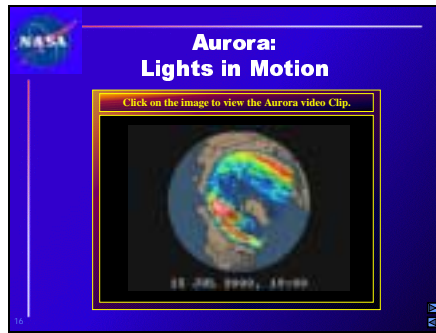 NASA
Aurora:
Lights in Motion
Click on the image to view the Aurora video Clip.
16